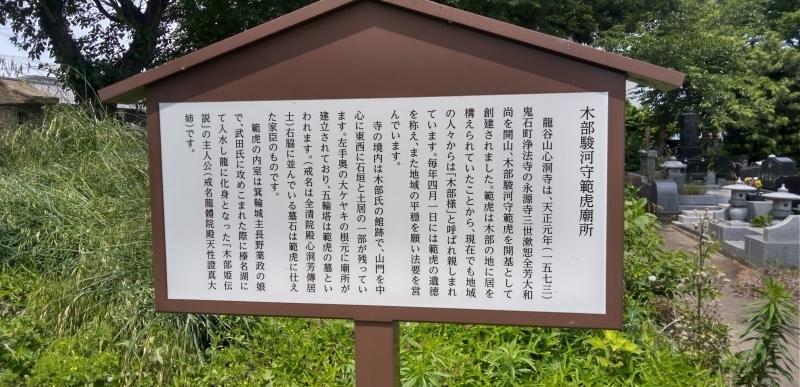 木部駿河守範虎廟所
龍谷山心洞寺は、天正元年(一五七三)
鬼石町浄法寺の永源寺三世漱恕全芳大和
尚を開山、木部駿河守範虎を開基として
創建されました。範虎は木部の地に居を
構えられていたことから、現在でも地域
の人々からは「木部様」と呼ばれ親しまれ
ています。毎年四月一日には範虎の遺徳
を称え、また地域の平穏を願い法要を営
んでいます。
寺の境内は木部氏の館跡で、山門を中
心に東西に石垣と土居の一部が残ってい
ます。左手奥の大ケヤキの根元に廟所が
建立されており、五輪塔は範虎の墓とい
われます。(戒名は全清院殿心洞芳傳居
士)右脇に並んでいる墓石は範虎に仕え
た家臣のものです。
範虎の内室は箕輪城主長野業政の娘
で、武田氏に攻めこまれた際に榛名湖に
て入水し龍に化身となった「木部姫伝
説」の主人公(戒名龍體院殿天性證真大
姉)です。